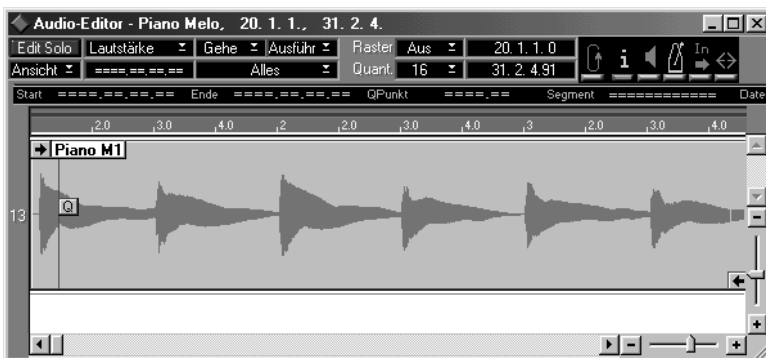 Audio-Editor - Piano Melo, 20. 1. 1., 31. 2. 4.
Edit Solo Lautstärke Gehe Ausführ Raster Aus 20. 1. 1. 0 In
Ansicht ====.==.==.== Alles Quant. 16 31. 2. 4.91
Start ====.==.==.== Ende ====.==.==.== QPunkt ====.== Segment ============ Date
2.0 3.0 4.0 2 2.0 3.0 4.0 3 2.0 3.0 4.0
Piano M1
Q
13